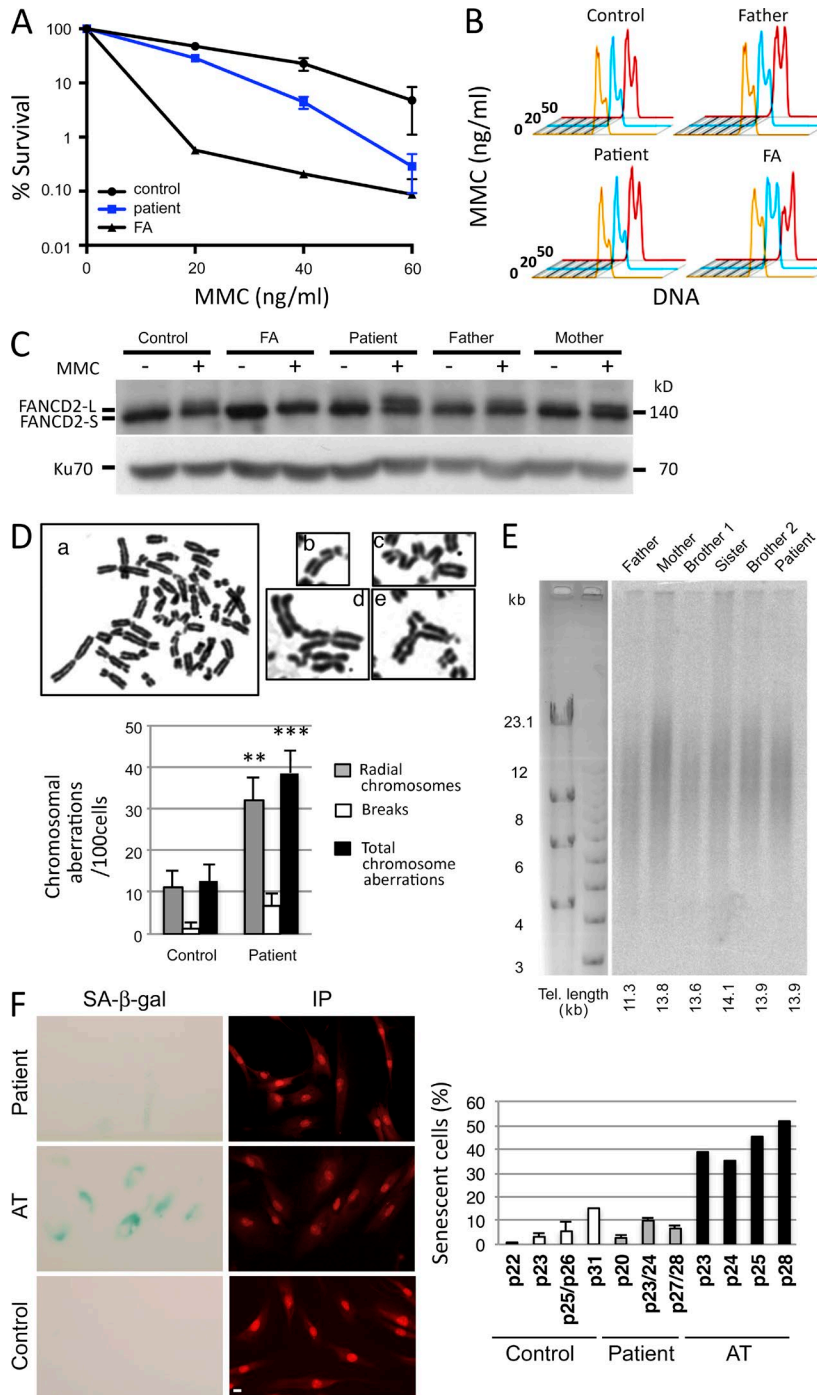 A
100
10
1
0.10
0.01
% Survival
control
patient
FA
0
20
40
60
MMC (ng/ml)
B
Control
Father
Patient
FA
0 20 50
0 20 50
MMC (ng/ml)
DNA
C
Control
FA
Patient
Father
Mother
MMC
- + - + - + - + - +
kD
FANCD2-L
FANCD2-S
140
Ku70
70
D
a
b
c
d
e
50
40
30
20
10
0
Chromosomal
aberrations
/100cells
**
***
Control
Patient
Radial
chromosomes
Breaks
Total
chromosome
aberrations
E
Father
Mother
Brother 1
Sister
Brother 2
Patient
kb
23.1
12
8
6
4
3
Tel. length
(kb)
11.3
13.8
13.6
14.1
13.9
13.9
F
SA-β-gal
IP
Patient
AT
Control
Senescent cells (%)
60
50
40
30
20
10
0
p22
p23
p25/p26
p31
p20
p23/24
p27/28
p23
p24
p25
p28
Control
Patient
AT